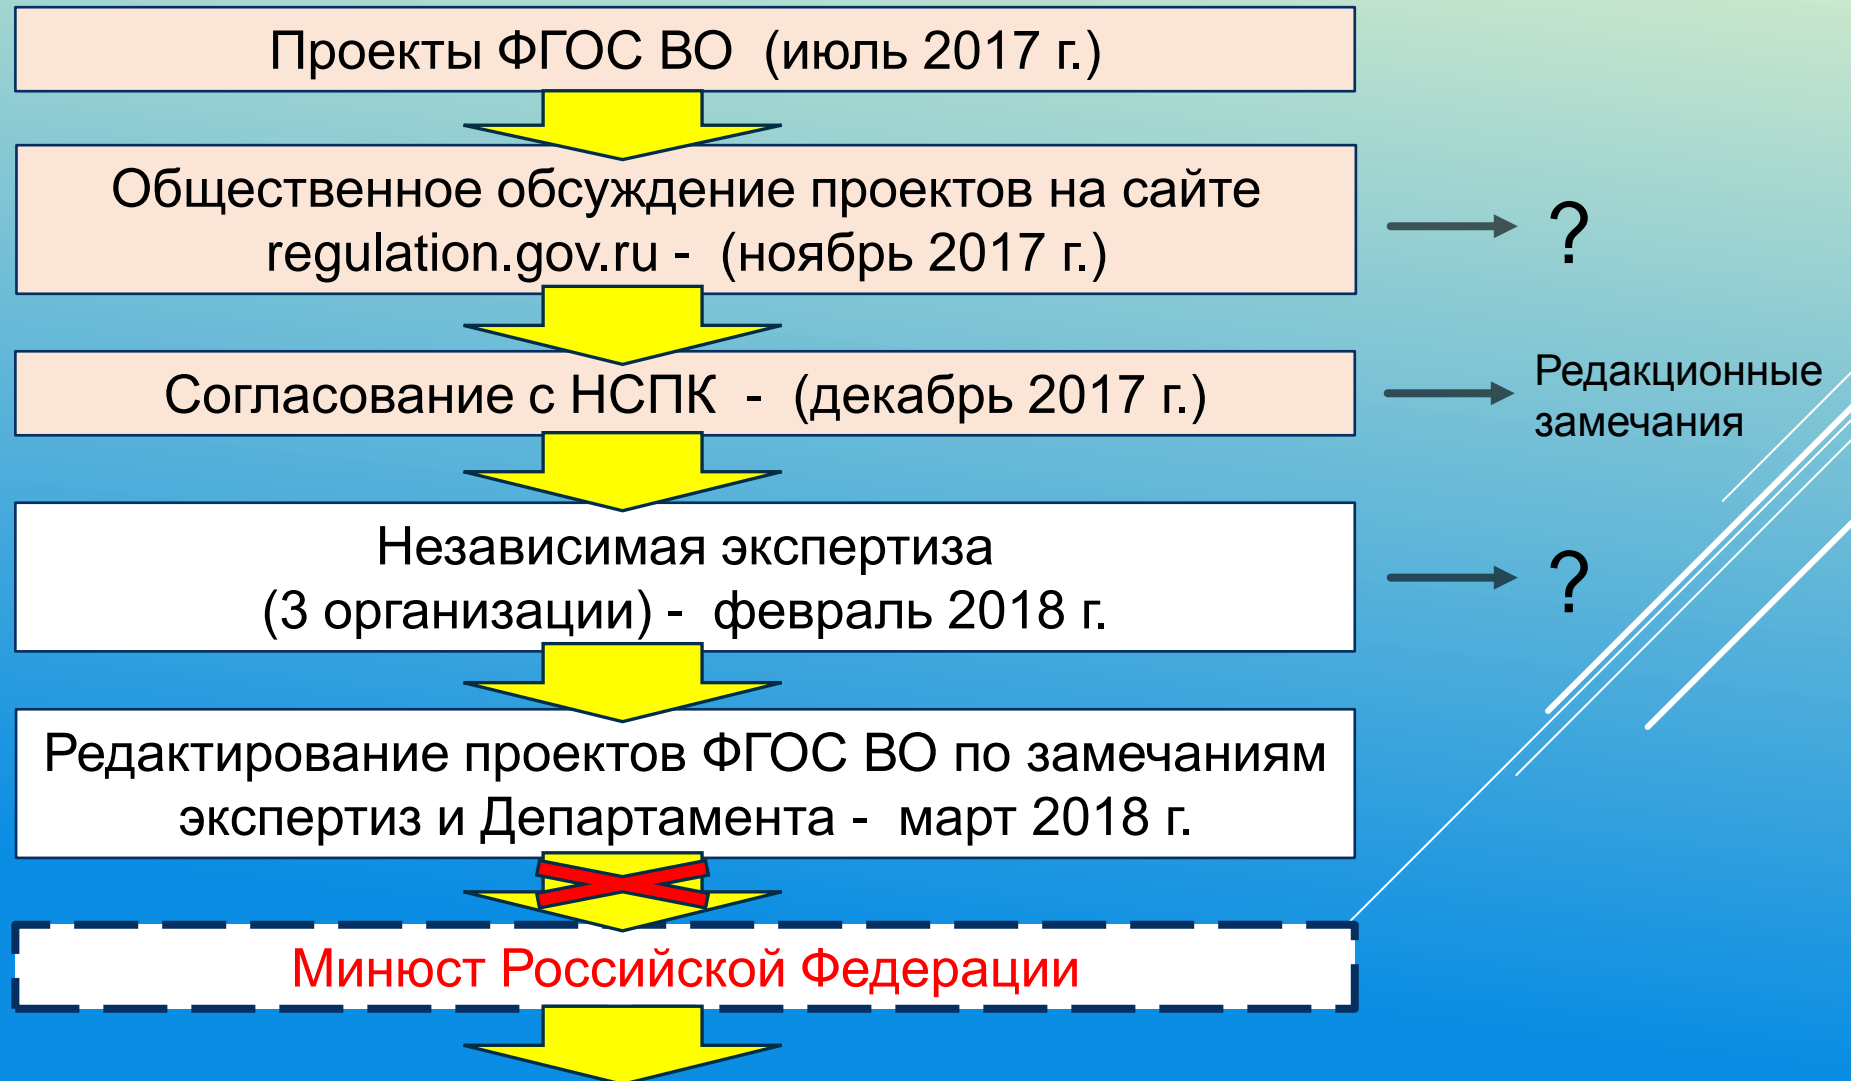 Проекты ФГОС ВО (июль 2017 г.)
Общественное обсуждение проектов на сайте
regulation.gov.ru - (ноябрь 2017 г.)
?
Согласование с НСПК - (декабрь 2017 г.)
Редакционные
замечания
Независимая экспертиза
(3 организации) - февраль 2018 г.
?
Редактирование проектов ФГОС ВО по замечаниям
экспертиз и Департамента - март 2018 г.
Минюст Российской Федерации